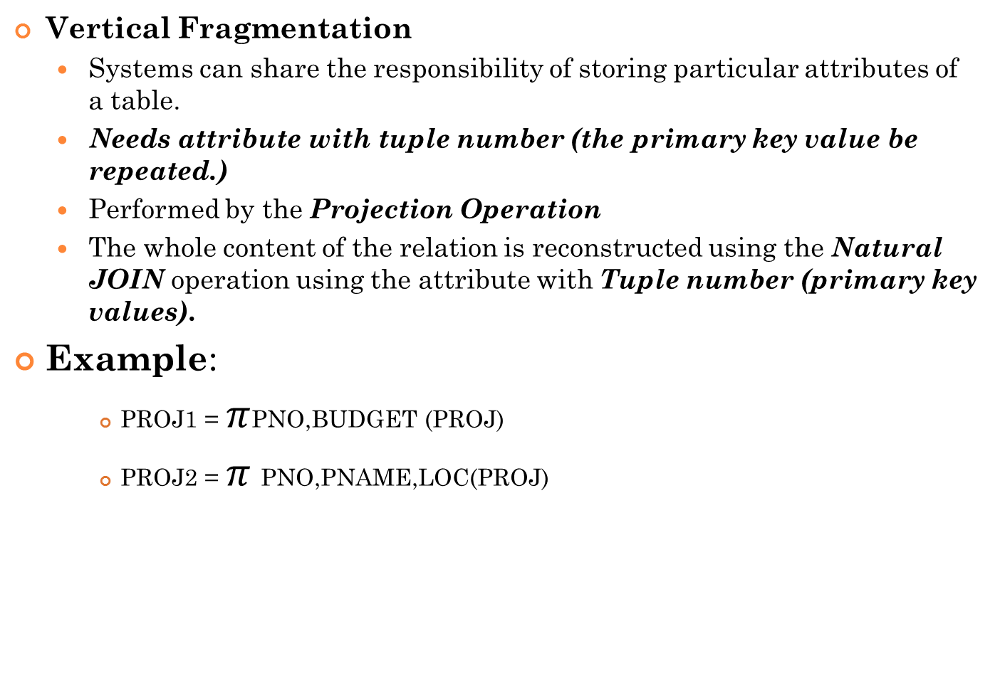 Vertical Fragmentation
Systems can share the responsibility of storing particular attributes of
a table.
Needs attribute with tuple number (the primary key value be
repeated.)
Performed by the Projection Operation
The whole content of the relation is reconstructed using the Natural
JOIN operation using the attribute with Tuple number (primary key
values).
Example:
PROJ1 = π PNO,BUDGET (PROJ)
PROJ2 = π PNO,PNAME,LOC(PROJ)